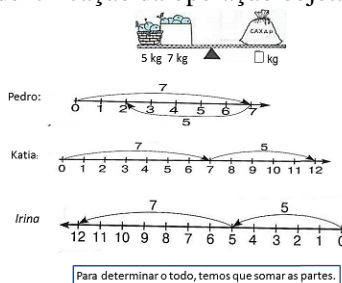 CAXAP
5 kg 7 kg
kg
Pedro:
7
0 1 2 3 4 5 6 7
5
Katia:
7 5
0 1 2 3 4 5 6 7 8 9 10 11 12
Irina
7 5
12 11 10 9 8 7 6 5 4 3 2 1 0
Para determinar o todo, temos que somar as partes.